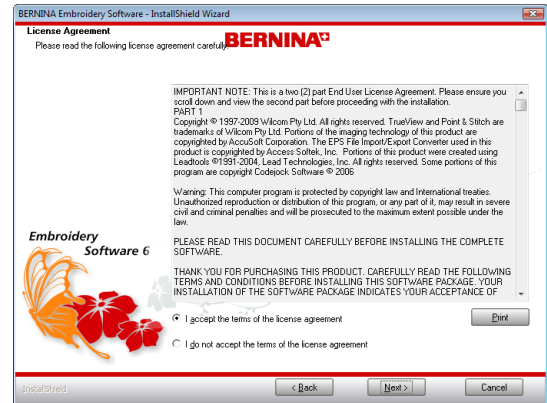 BERNINA Embroidery Software - InstallShield Wizard
License Agreement
Please read the following license agreement carefully.
BERNINA
IMPORTANT NOTE: This is a two (2) part End User License Agreement. Please ensure you
scroll down and view the second part before proceeding with the installation.
PART 1
Copyright © 1997-2009 Wilcom Pty Ltd. All rights reserved. TrueView and Point & Stitch are
trademarks of Wilcom Pty Ltd. Portions of the imaging technology of this product are
copyrighted by AccuSoft Corporation. The EPS File Import/Export Converter used in this
product is copyrighted by Access Softek, Inc. Portions of this product were created using
Leadtools ©1991-2004, Lead Technologies, Inc. All rights reserved. Some portions of this
program are copyright Codejock Software © 2006
Warning: This computer program is protected by copyright law and International treaties.
Unauthorized reproduction or distribution of this program, or any part of it, may result in severe
civil and criminal penalties and will be prosecuted to the maximum extent possible under the
law.
PLEASE READ THIS DOCUMENT CAREFULLY BEFORE INSTALLING THE COMPLETE
SOFTWARE.
THANK YOU FOR PURCHASING THIS PRODUCT. CAREFULLY READ THE FOLLOWING
TERMS AND CONDITIONS BEFORE INSTALLING THIS SOFTWARE PACKAGE. YOUR
INSTALLATION OF THE SOFTWARE PACKAGE INDICATES YOUR ACCEPTANCE OF
Embroidery
Software 6
I accept the terms of the license agreement
Print
I do not accept the terms of the license agreement
InstallShield
< Back
Next >
Cancel